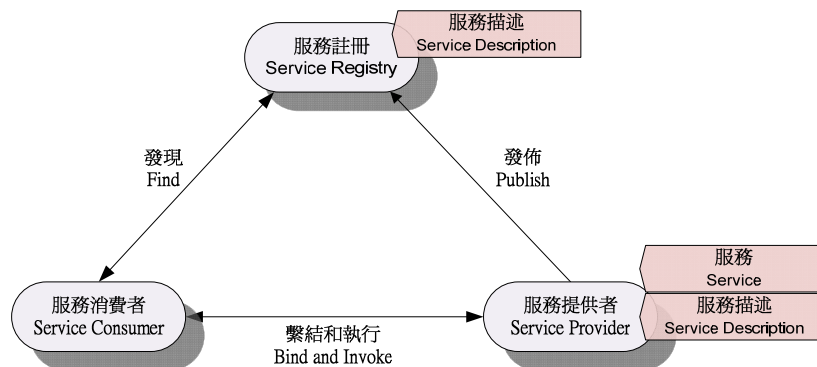 服務註冊
Service Registry
服務描述
Service Description
發現
Find
發佈
Publish
服務消費者
Service Consumer
繫結和執行
Bind and Invoke
服務提供者
Service Provider
服務
Service
服務描述
Service Description